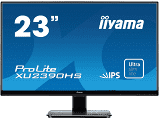 23"
iiyama
ProLite
XU2390HS
Ultra
IPS